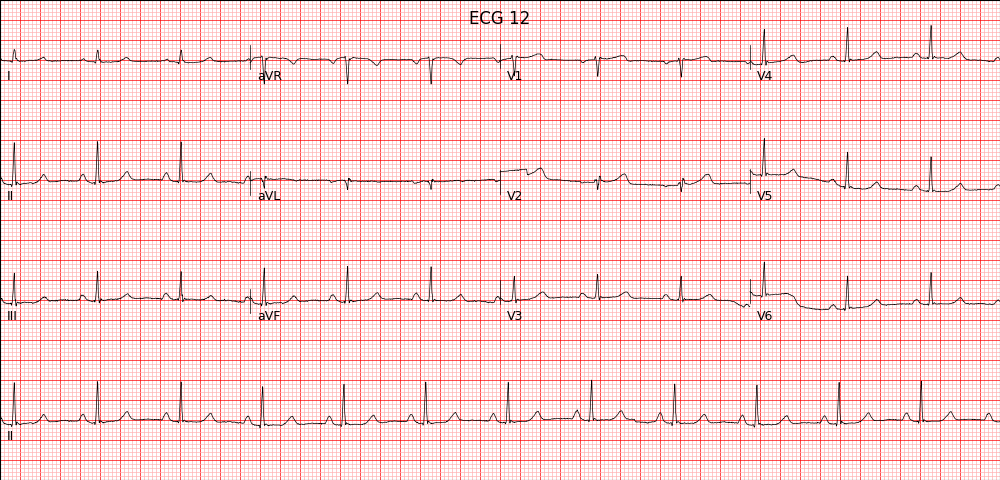 ECG 12
I aVR V1 V4
II aVL V2 V5
III aVF V3 V6
II